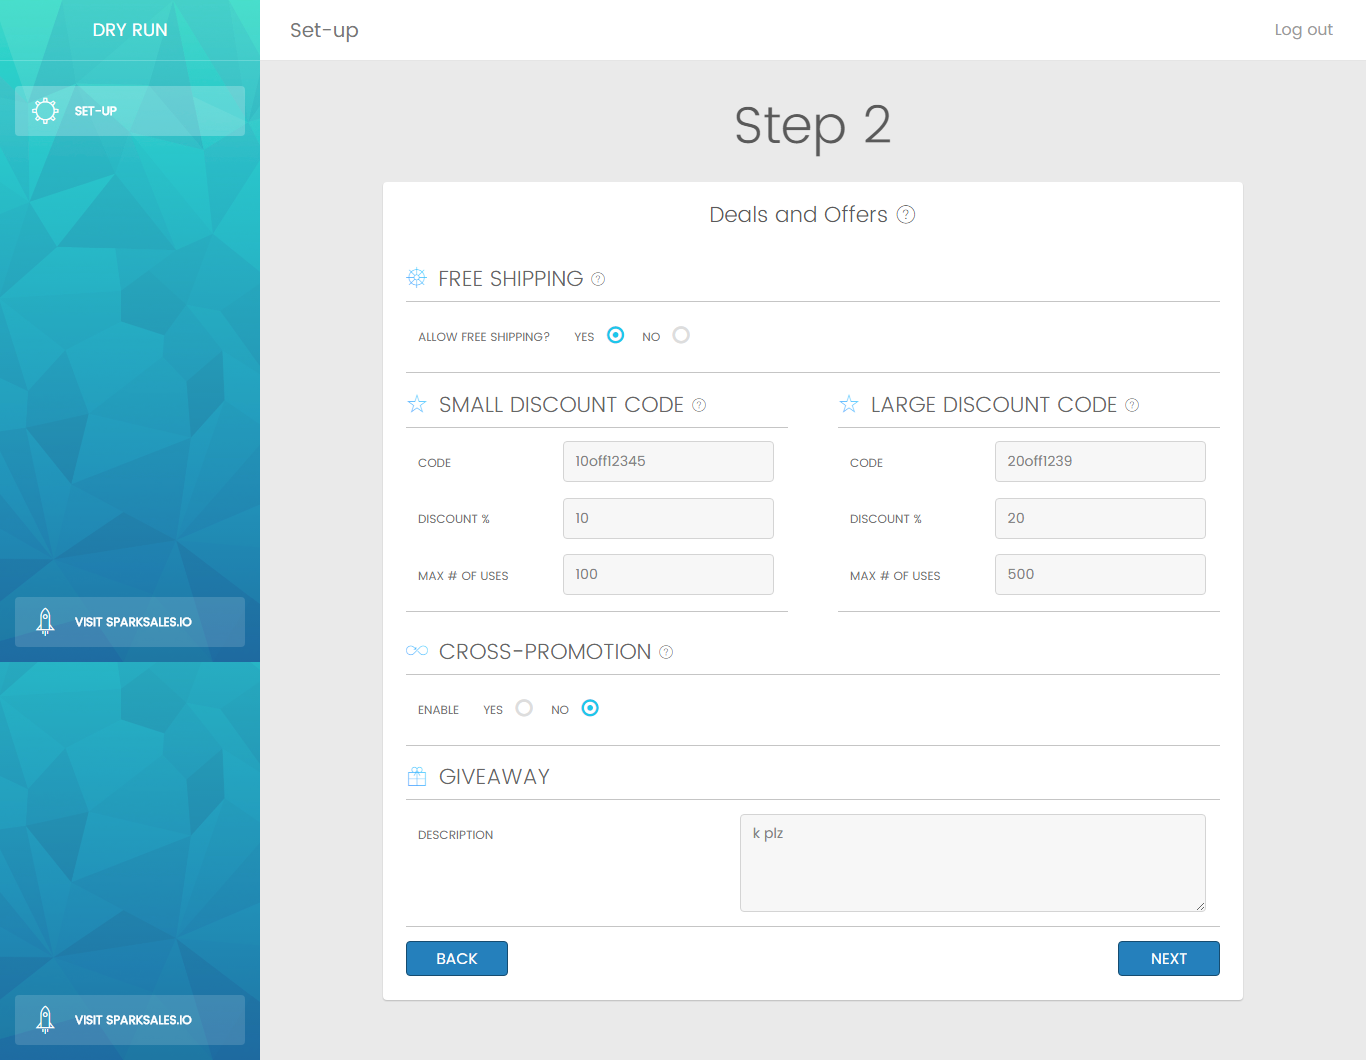 DRY RUN
Set-up
Log out
SET-UP
Step 2
Deals and Offers ?
FREE SHIPPING ?
ALLOW FREE SHIPPING? YES NO
SMALL DISCOUNT CODE ?
CODE 10off12345
DISCOUNT % 10
MAX # OF USES 100
LARGE DISCOUNT CODE ?
CODE 20off1239
DISCOUNT % 20
MAX # OF USES 500
CROSS-PROMOTION ?
ENABLE YES NO
GIVEAWAY
DESCRIPTION k plz
BACK
NEXT
VISIT SPARKSALES.IO
VISIT SPARKSALES.IO